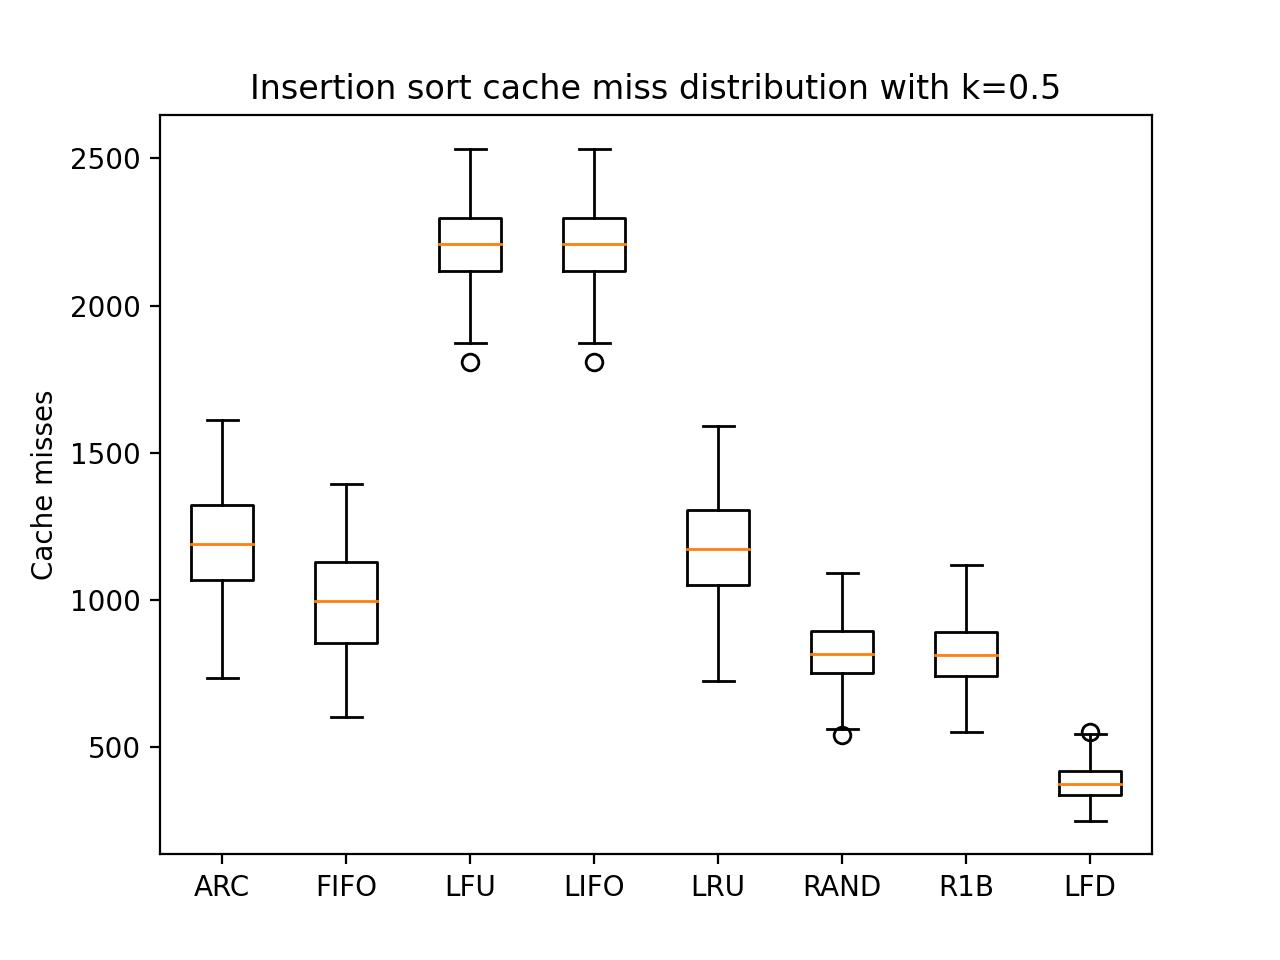 Insertion sort cache miss distribution with k=0.5
2500
2000
1500
1000
500
Cache misses
ARC FIFO LFU LIFO LRU RAND R1B LFD